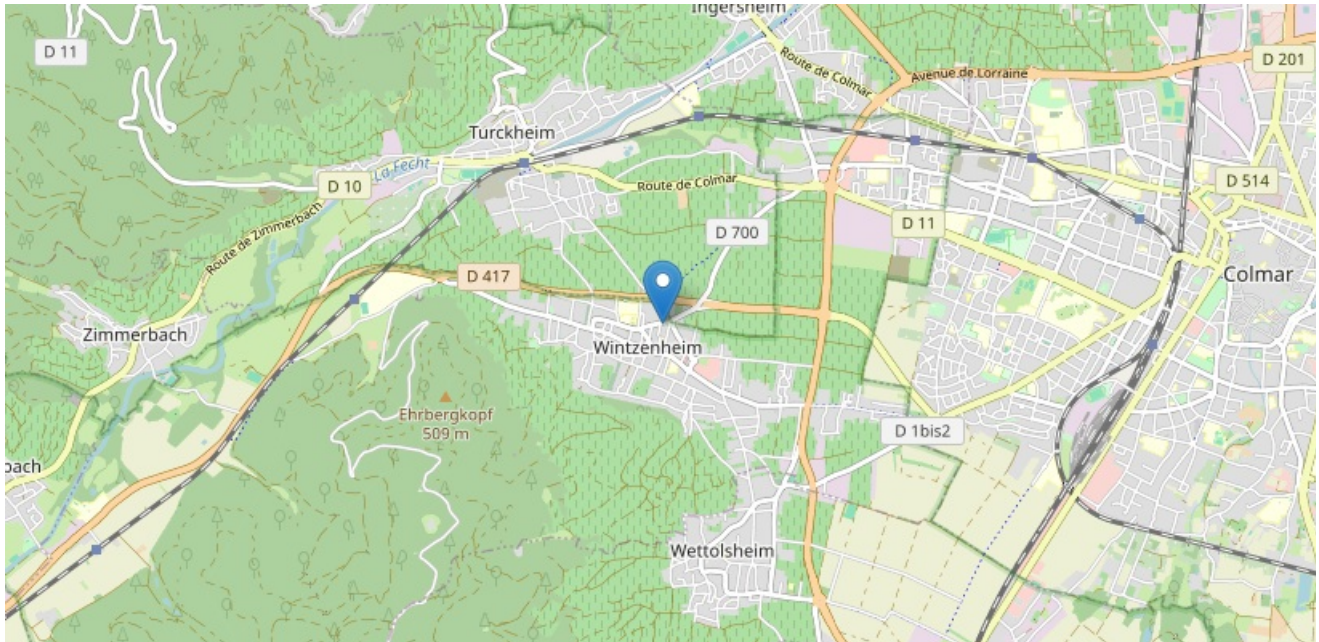 Ingersheim
D 11
Route de Colmar
Avenue de Lorraine
D 201
Turckheim
La Fecht
D 10
Route de Colmar
D 514
Route de Zimmerbach
D 700
D 11
D 417
Colmar
Zimmerbach
Wintzenheim
Ehrbergkopf
509 m
D 1bis2
bach
Wettolsheim